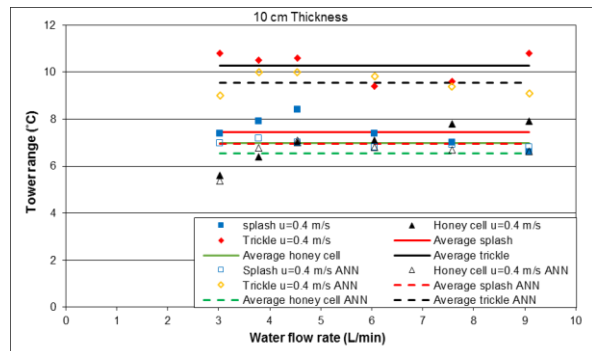 10 cm Thickness
12
10
8
6
4
2
0
Tower range (°C)
splash u=0.4 m/s
Honey cell u=0.4 m/s
Trickle u=0.4 m/s
Average splash
Average honey cell
Average trickle
Splash u=0.4 m/s ANN
Honey cell u=0.4 m/s ANN
Trickle u=0.4 m/s ANN
Average splash ANN
Average honey cell ANN
Average trickle ANN
0 1 2 3 4 5 6 7 8 9 10
Water flow rate (L/min)